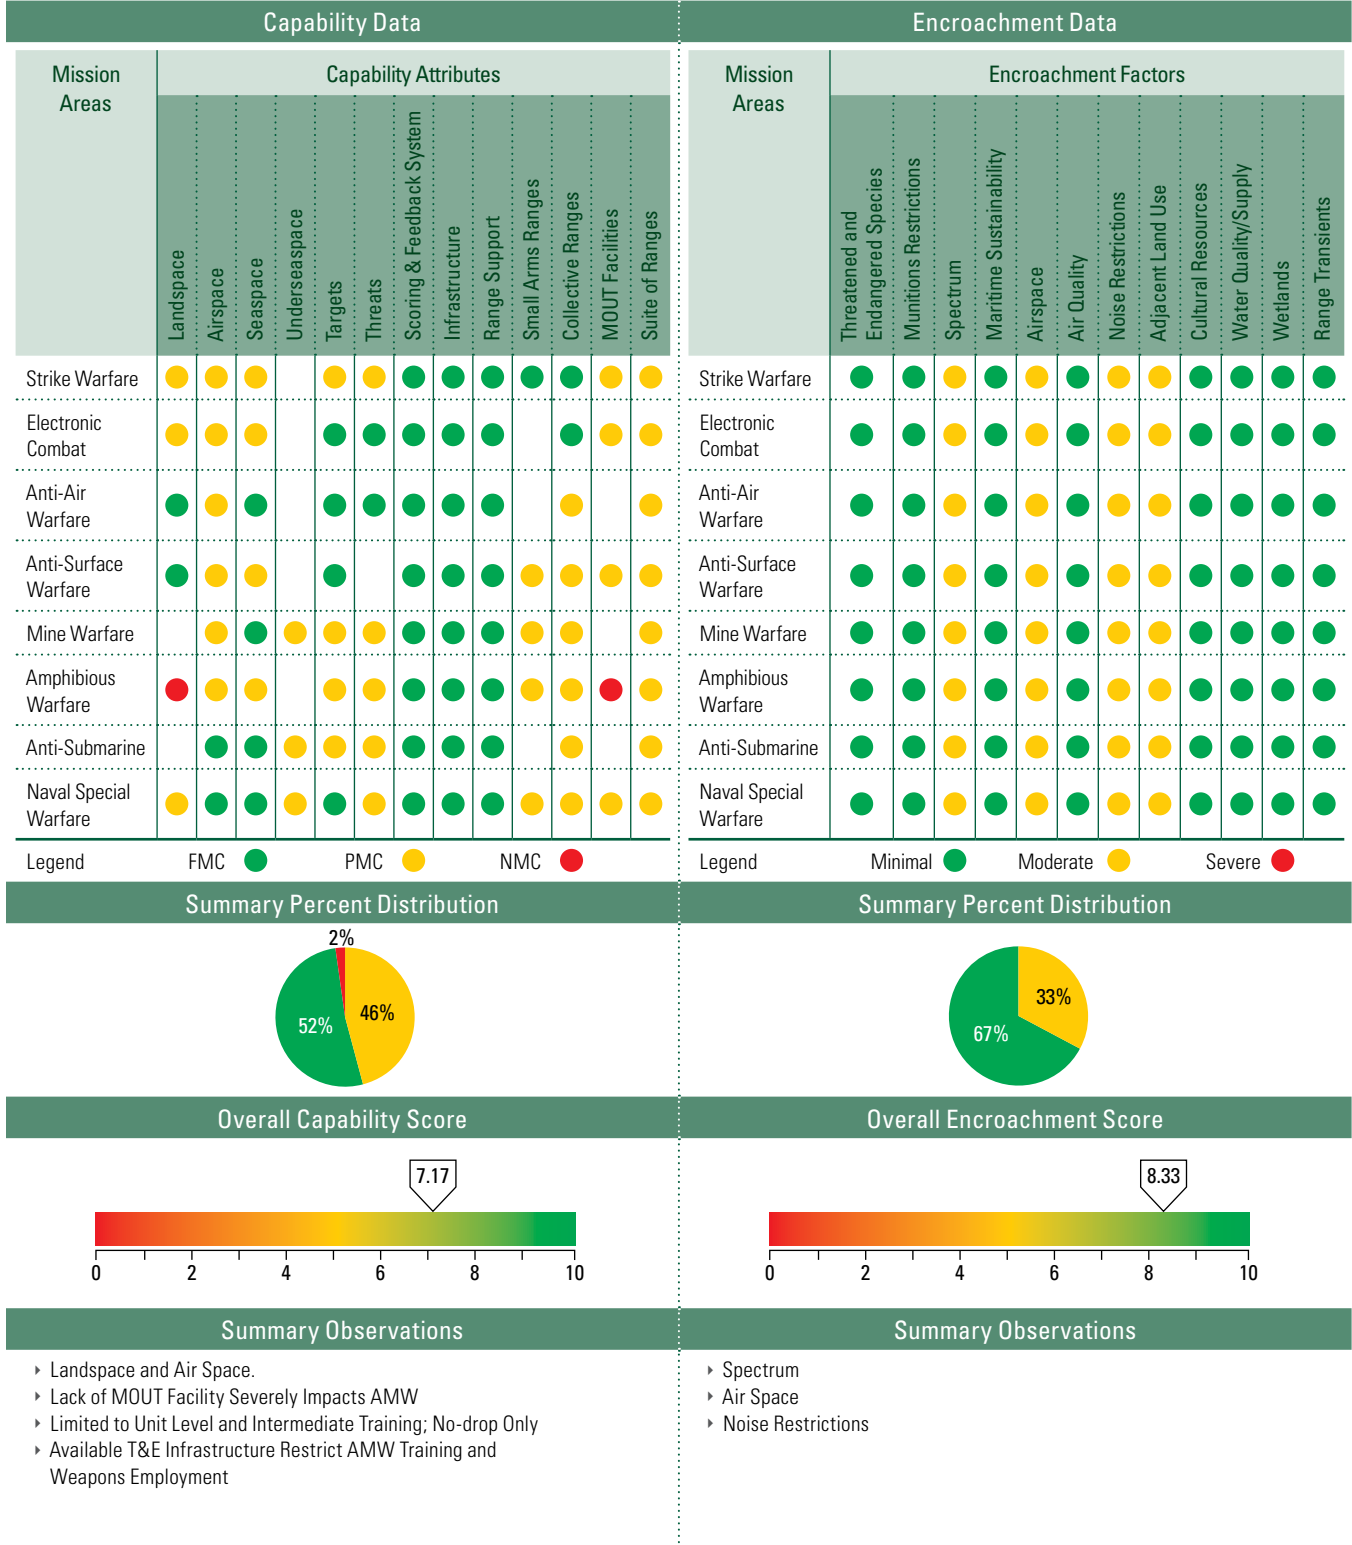 Capability Data
Mission
Areas
Capability Attributes
Landspace
Airspace
Seaspace
Underseaspace
Targets
Threats
Scoring & Feedback System
Infrastructure
Range Support
Small Arms Ranges
Collective Ranges
MOUT Facilities
Suite of Ranges
Strike Warfare
Electronic
Combat
Anti-Air
Warfare
Anti-Surface
Warfare
Mine Warfare
Amphibious
Warfare
Anti-Submarine
Naval Special
Warfare
Legend FMC PMC NMC
Summary Percent Distribution
2%
46%
52%
Overall Capability Score
7.17
0 2 4 6 8 10
Summary Observations
‣ Landspace and Air Space.
‣ Lack of MOUT Facility Severely Impacts AMW
‣ Limited to Unit Level and Intermediate Training; No-drop Only
‣ Available T&E Infrastructure Restrict AMW Training and
Weapons Employment
Encroachment Data
Mission
Areas
Encroachment Factors
Threatened and
Endangered Species
Munitions Restrictions
Spectrum
Maritime Sustainability
Airspace
Air Quality
Noise Restrictions
Adjacent Land Use
Cultural Resources
Water Quality/Supply
Wetlands
Range Transients
Strike Warfare
Electronic
Combat
Anti-Air
Warfare
Anti-Surface
Warfare
Mine Warfare
Amphibious
Warfare
Anti-Submarine
Naval Special
Warfare
Legend Minimal Moderate Severe
Summary Percent Distribution
33%
67%
Overall Encroachment Score
8.33
0 2 4 6 8 10
Summary Observations
‣ Spectrum
‣ Air Space
‣ Noise Restrictions